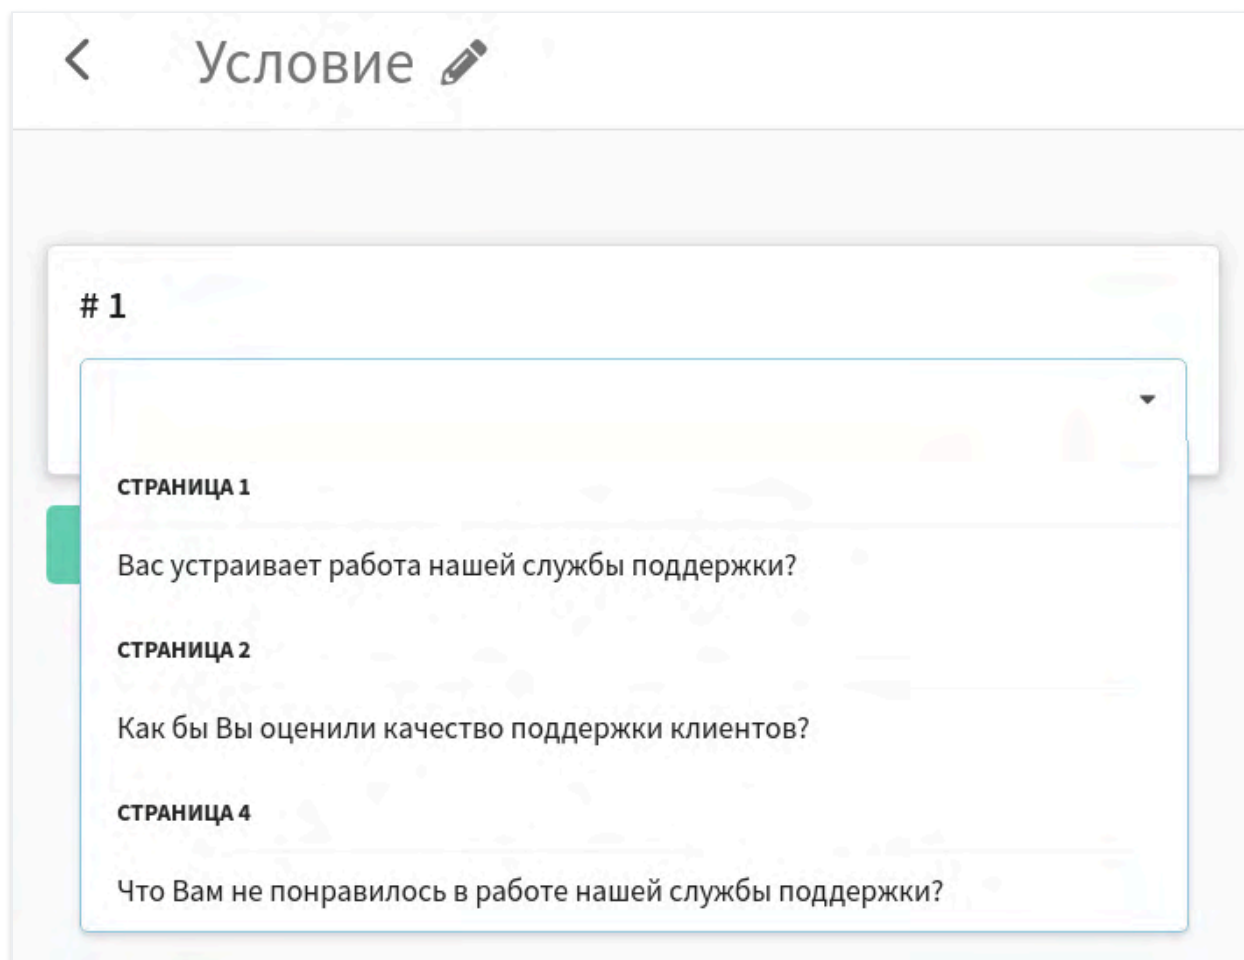 Условие
# 1
СТРАНИЦА 1
Вас устраивает работа нашей службы поддержки?
СТРАНИЦА 2
Как бы Вы оценили качество поддержки клиентов?
СТРАНИЦА 4
Что Вам не понравилось в работе нашей службы поддержки?